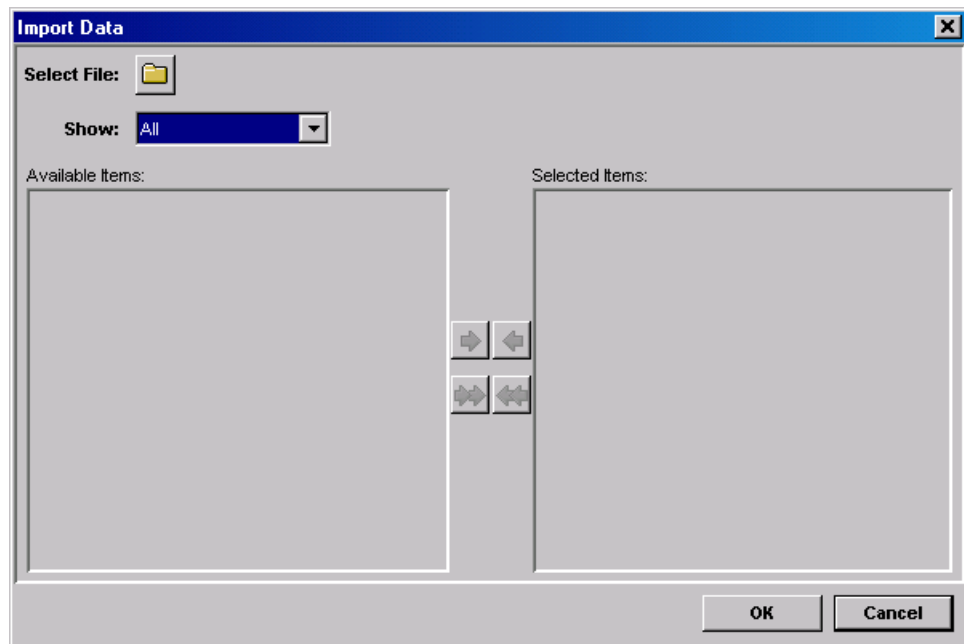 Import Data
Select File:
Show: All
Available Items: Selected Items:
OK Cancel